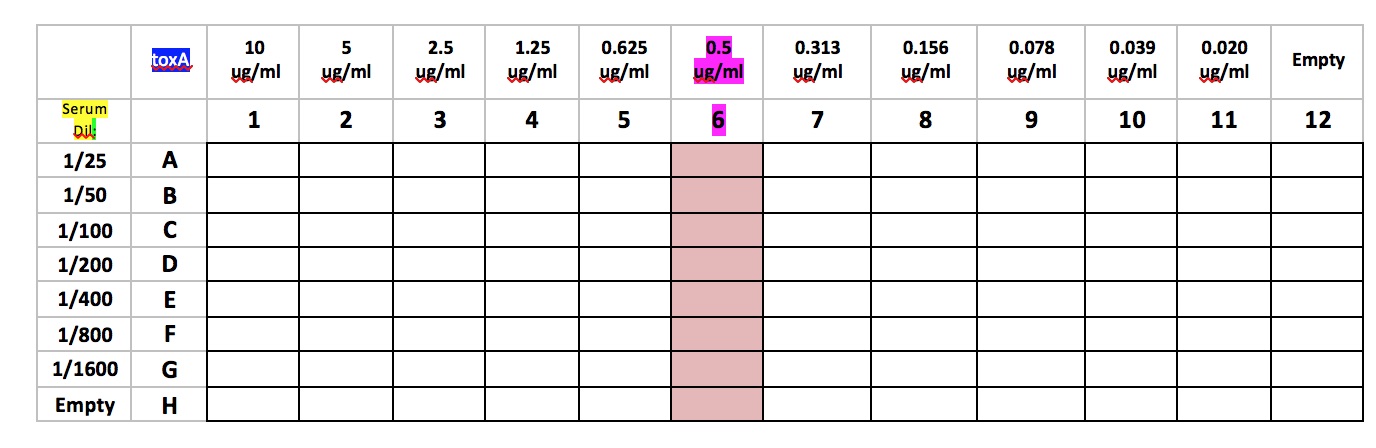 toxA 10 ug/ml 5 ug/ml 2.5 ug/ml 1.25 ug/ml 0.625 ug/ml 0.5 ug/ml 0.313 ug/ml 0.156 ug/ml 0.078 ug/ml 0.039 ug/ml 0.020 ug/ml Empty
Serum Dil: 1 2 3 4 5 6 7 8 9 10 11 12
1/25 A
1/50 B
1/100 C
1/200 D
1/400 E
1/800 F
1/1600 G
Empty H